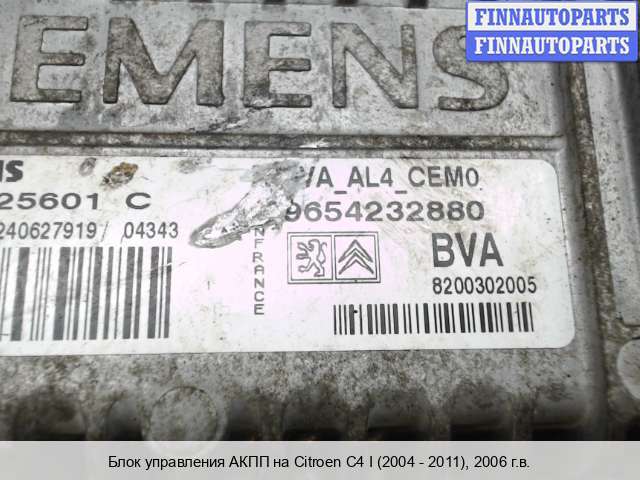 FINNAUTOPARTS
FINNAUTOPARTS
EMENS
VA_AL4_CEM0
25601 C
9654232880
240627919/ 04343
BVA
8200302005
Блок управления АКПП на Citroen C4 I (2004 - 2011), 2006 г.в.